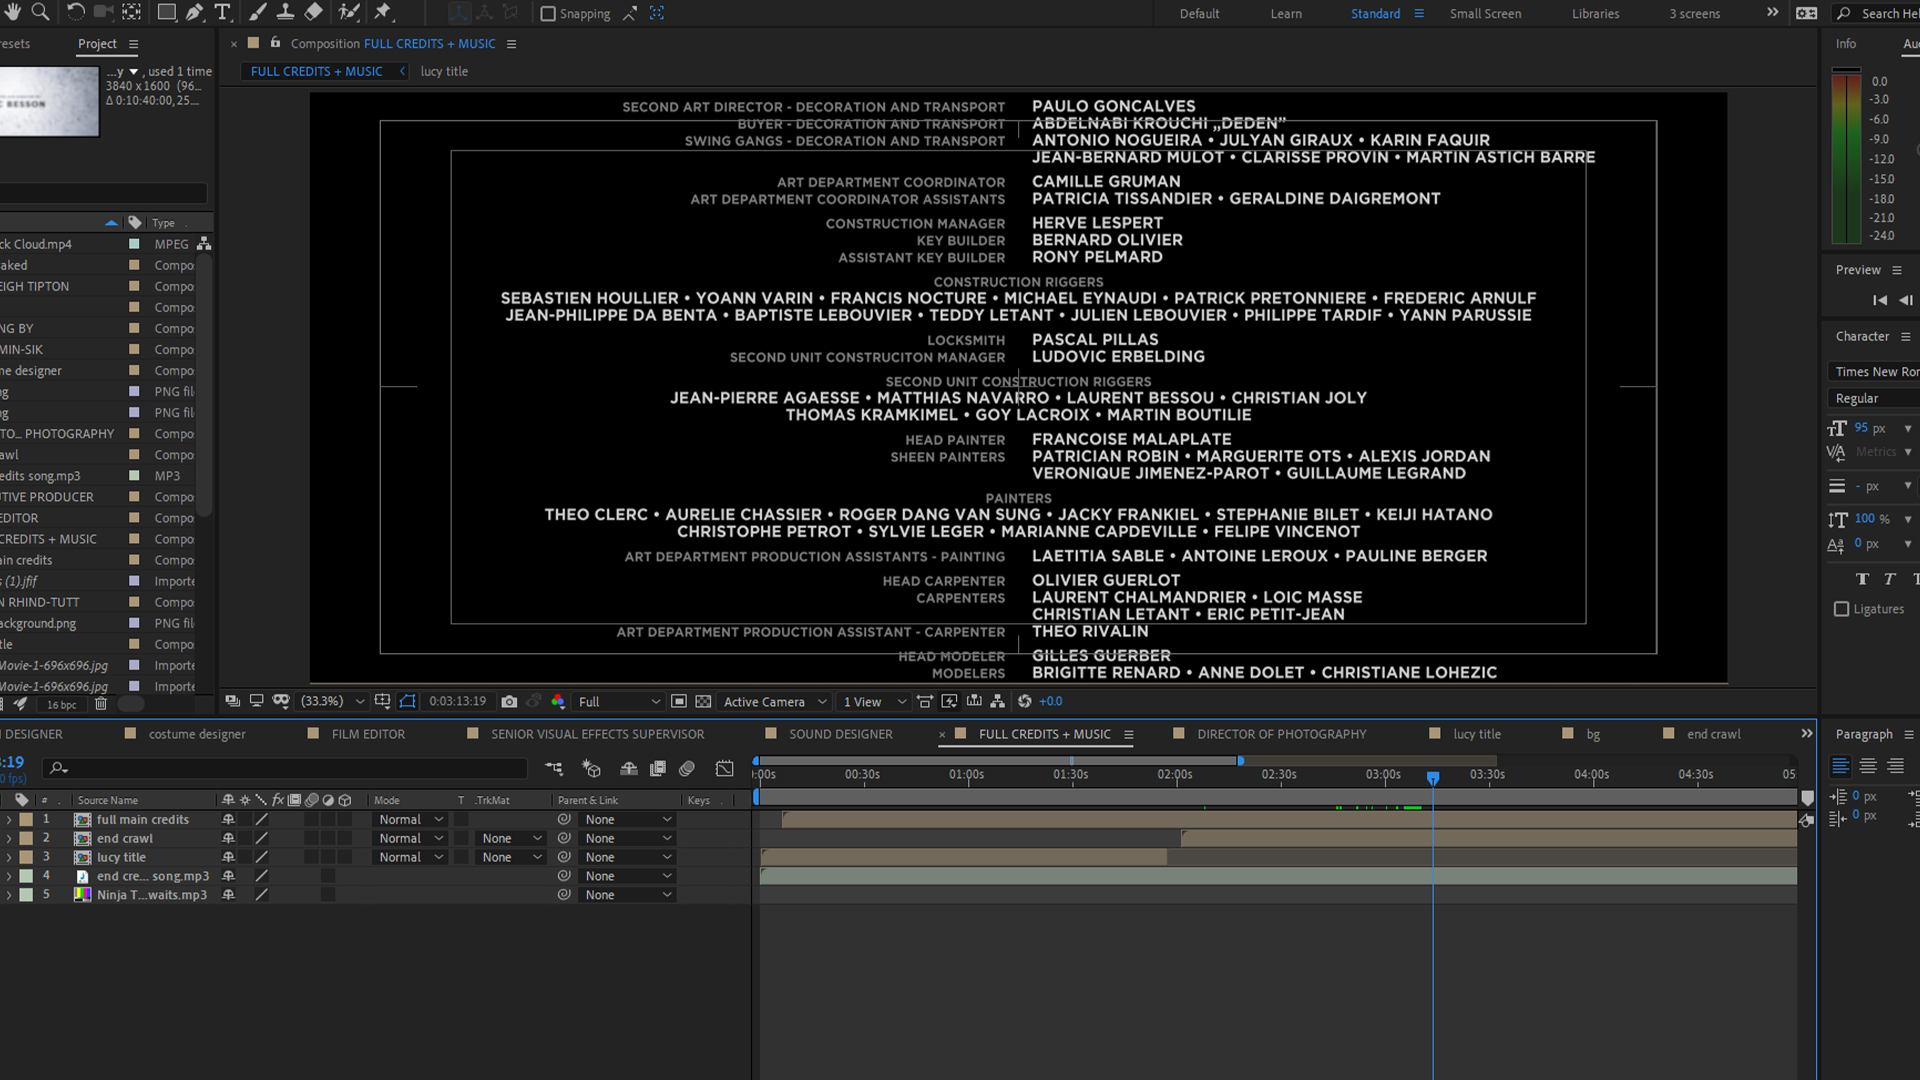 Snapping
Default
Learn
Standard
Small Screen
Libraries
3 screens
Search Hel
esets
Project
Composition FULL CREDITS + MUSIC
Info
Au
...y , used 1 time
3840 x 1600 (96...
Δ 0:10:40:00, 25...
C BESSON
FULL CREDITS + MUSIC
lucy title
SECOND ART DIRECTOR - DECORATION AND TRANSPORT PAULO GONCALVES
BUYER - DECORATION AND TRANSPORT ABDELNABI KROUCHI „DEDEN”
SWING GANGS - DECORATION AND TRANSPORT ANTONIO NOGUEIRA • JULYAN GIRAUX • KARIN FAQUIR
JEAN-BERNARD MULOT • CLARISSE PROVIN • MARTIN ASTICH BARRE
ART DEPARTMENT COORDINATOR CAMILLE GRUMAN
ART DEPARTMENT COORDINATOR ASSISTANTS PATRICIA TISSANDIER • GERALDINE DAIGREMONT
CONSTRUCTION MANAGER HERVE LESPERT
KEY BUILDER BERNARD OLIVIER
ASSISTANT KEY BUILDER RONY PELMARD
CONSTRUCTION RIGGERS
SEBASTIEN HOULLIER • YOANN VARIN • FRANCIS NOCTURE • MICHAEL EYNAUDI • PATRICK PRETONNIERE • FREDERIC ARNULF
JEAN-PHILIPPE DA BENTA • BAPTISTE LEBOUVIER • TEDDY LETANT • JULIEN LEBOUVIER • PHILIPPE TARDIF • YANN PARUSSIE
LOCKSMITH PASCAL PILLAS
SECOND UNIT CONSTRUCITON MANAGER LUDOVIC ERBELDING
SECOND UNIT CONSTRUCTION RIGGERS
JEAN-PIERRE AGAESSE • MATTHIAS NAVARRO • LAURENT BESSOU • CHRISTIAN JOLY
THOMAS KRAMKIMEL • GOY LACROIX • MARTIN BOUTILIE
HEAD PAINTER FRANCOISE MALAPLATE
SHEEN PAINTERS PATRICIAN ROBIN • MARGUERITE OTS • ALEXIS JORDAN
VERONIQUE JIMENEZ-PAROT • GUILLAUME LEGRAND
PAINTERS
THEO CLERC • AURELIE CHASSIER • ROGER DANG VAN SUNG • JACKY FRANKIEL • STEPHANIE BILET • KEIJI HATANO
CHRISTOPHE PETROT • SYLVIE LEGER • MARIANNE CAPDEVILLE • FELIPE VINCENOT
ART DEPARTMENT PRODUCTION ASSISTANTS - PAINTING LAETITIA SABLE • ANTOINE LEROUX • PAULINE BERGER
HEAD CARPENTER OLIVIER GUERLOT
CARPENTERS LAURENT CHALMANDRIER • LOIC MASSE
CHRISTIAN LETANT • ERIC PETIT-JEAN
ART DEPARTMENT PRODUCTION ASSISTANT - CARPENTER THEO RIVALIN
HEAD MODELER GILLES GUERBER
MODELERS BRIGITTE RENARD • ANNE DOLET • CHRISTIANE LOHEZIC
Type
ck Cloud.mp4 MPEG
aked Compo
EIGH TIPTON Compo
Compo
NG BY Compo
MIN-SIK Compo
ne designer Compo
ng PNG fil
ng PNG fil
TO... PHOTOGRAPHY Compo
awl Compo
edits song.mp3 MP3
UTIVE PRODUCER Compo
EDITOR Compo
CREDITS + MUSIC Compo
ain credits Compo
s (1).jfif Importe
N RHIND-TUTT Compo
ackground.png PNG fil
tle Compo
Movie-1-696x696.jpg Importe
Movie-1-696x696.jpg Importe
16 bpc
(33.3%)
0:03:13:19
Full
Active Camera
1 View
+0.0
0.0
-3.0
-6.0
-9.0
-12.0
-15.0
-18.0
-21.0
-24.0
Preview
Character
Times New Ron
Regular
95 px
Metrics
- px
100 %
0 px
T T T
Ligatures
Paragraph
0 px
0 px
DESIGNER
costume designer
FILM EDITOR
SENIOR VISUAL EFFECTS SUPERVISOR
SOUND DESIGNER
FULL CREDITS + MUSIC
DIRECTOR OF PHOTOGRAPHY
lucy title
bg
end crawl
3:19
0 fps)
:00s 00:30s 01:00s 01:30s 02:00s 02:30s 03:00s 03:30s 04:00s 04:30s 05
# Source Name fx Mode T .TrkMat Parent & Link Keys
1 full main credits Normal None
2 end crawl Normal None None
3 lucy title Normal None None
4 end cre... song.mp3 None
5 Ninja T...waits.mp3 None